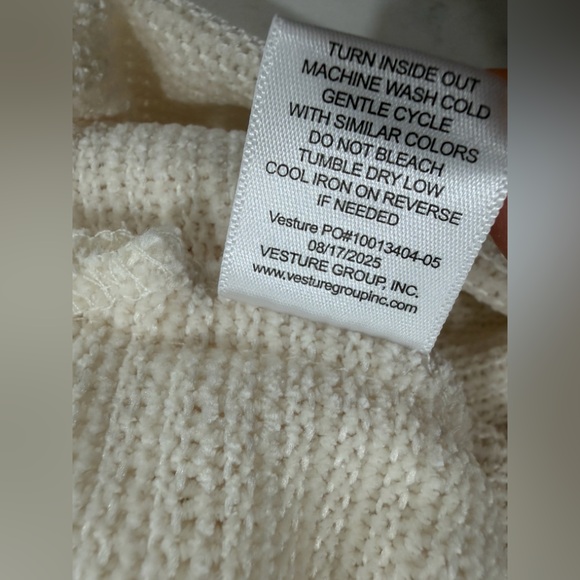 TURN INSIDE OUT
MACHINE WASH COLD
GENTLE CYCLE
WITH SIMILAR COLORS
DO NOT BLEACH
TUMBLE DRY LOW
COOL IRON ON REVERSE
IF NEEDED
Vesture PO#10013404-05
08/17/2025
VESTURE GROUP, INC.
www.vesturegroupinc.com